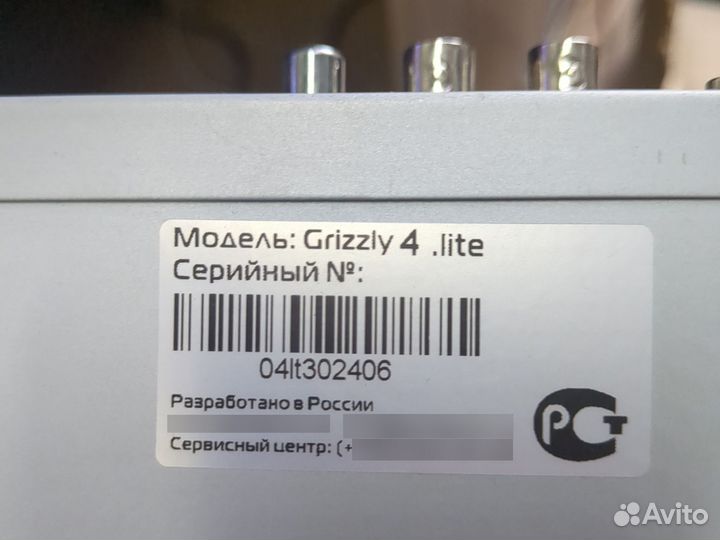 Модель: Grizzly 4 .lite
Серийный №:
04lt302406
Разработано в России
Сервисный центр: (+
РСТ
Avito